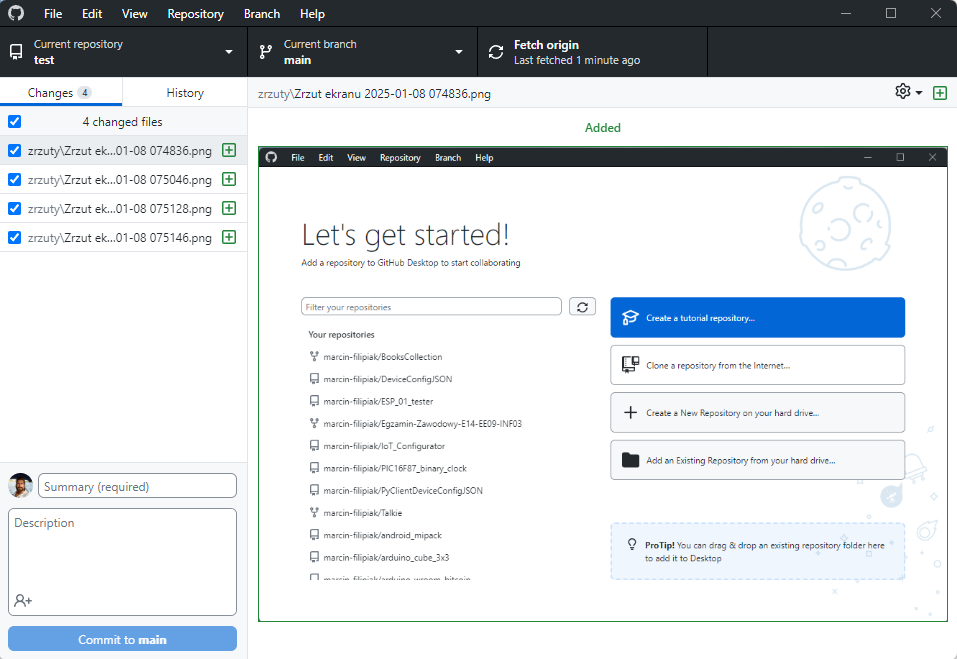 File Edit View Repository Branch Help
Current repository
test
Current branch
main
Fetch origin
Last fetched 1 minute ago
Changes 4
History
zrzuty\Zrzut ekranu 2025-01-08 074836.png
4 changed files
zrzuty\Zrzut ek...01-08 074836.png
zrzuty\Zrzut ek...01-08 075046.png
zrzuty\Zrzut ek...01-08 075128.png
zrzuty\Zrzut ek...01-08 075146.png
Summary (required)
Description
Commit to main
Added
File Edit View Repository Branch Help
Let's get started!
Add a repository to GitHub Desktop to start collaborating
Filter your repositories
Your repositories
marcin-filipiak/BooksCollection
marcin-filipiak/DeviceConfigJSON
marcin-filipiak/ESP_01_tester
marcin-filipiak/Egzamin-Zawodowy-E14-EE09-INF03
marcin-filipiak/IoT_Configurator
marcin-filipiak/PIC16F87_binary_clock
marcin-filipiak/PyClientDeviceConfigJSON
marcin-filipiak/Talkie
marcin-filipiak/android_mipack
marcin-filipiak/arduino_cube_3x3
marcin-filipiak/arduino_wroom_bitcoin
Create a tutorial repository...
Clone a repository from the Internet...
Create a New Repository on your hard drive...
Add an Existing Repository from your hard drive...
ProTip! You can drag & drop an existing repository folder here
to add it to Desktop